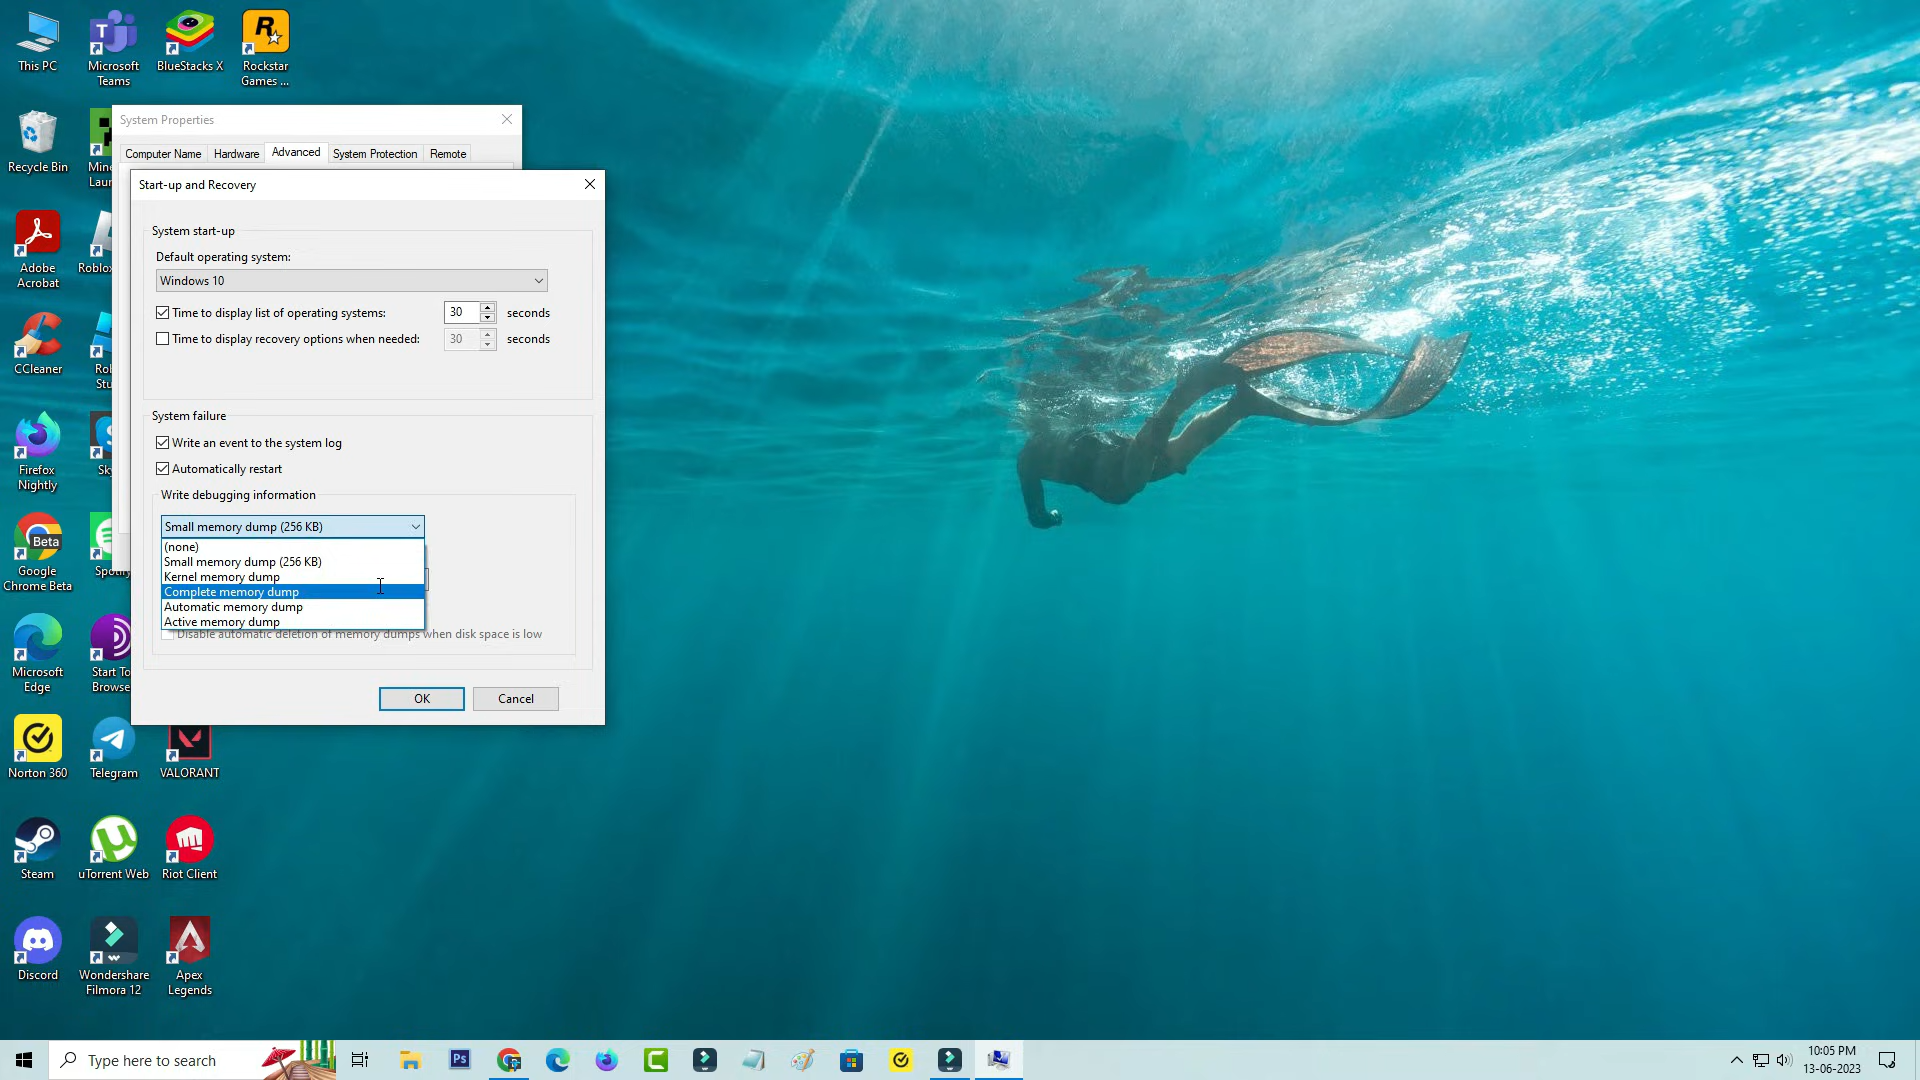 This PC
Microsoft
Teams
BlueStacks X
Rockstar
Games ...
Recycle Bin
Adobe
Acrobat
CCleaner
Firefox
Nightly
Beta
Google
Chrome Beta
Microsoft
Edge
Start To
Browse
Norton 360
Telegram
VALORANT
Steam
uTorrent Web
Riot Client
Discord
Wondershare
Filmora 12
Apex
Legends
System Properties
Computer Name
Hardware
Advanced
System Protection
Remote
Start-up and Recovery
System start-up
Default operating system:
Windows 10
Time to display list of operating systems: 30 seconds
Time to display recovery options when needed: 30 seconds
System failure
Write an event to the system log
Automatically restart
Write debugging information
Small memory dump (256 KB)
(none)
Small memory dump (256 KB)
Kernel memory dump
Complete memory dump
Automatic memory dump
Active memory dump
Disable automatic deletion of memory dumps when disk space is low
OK
Cancel
Type here to search
Ps
10:05 PM
13-06-2023